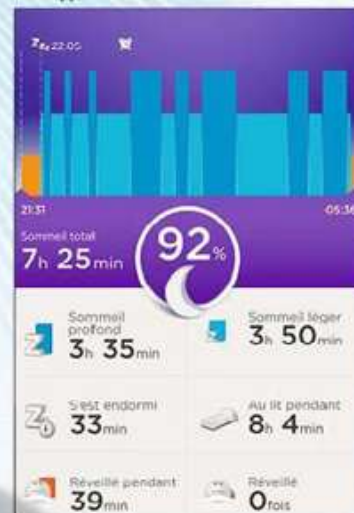 22:05
21:31
05:36
Sommeil total
7h 25min
92%
Sommeil profond
3h 35min
Sommeil léger
3h 50min
S'est endormi
33min
Au lit pendant
8h 4min
Réveillé pendant
39min
Réveillé
0fois